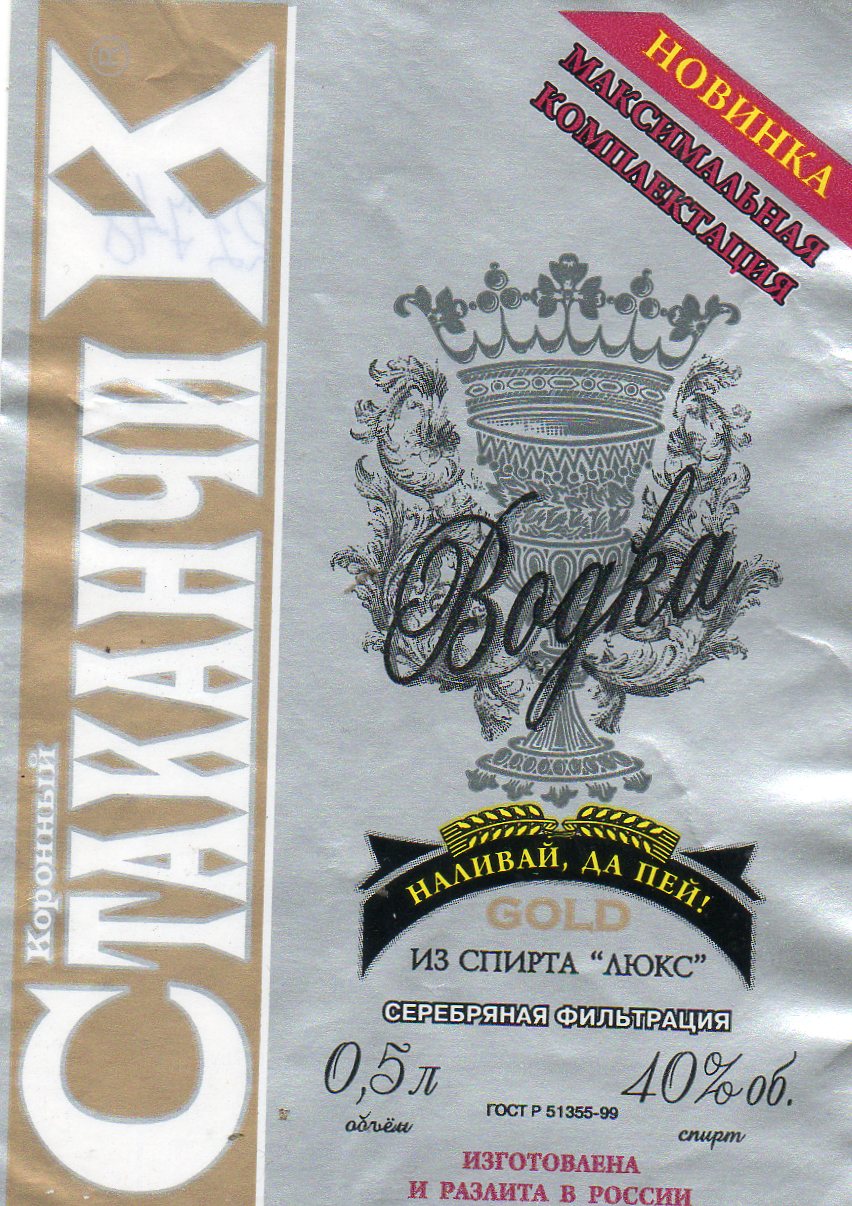 Коронный
СТАКАНЧИК
®
НОВИНКА
МАКСИМАЛЬНАЯ
КОМПЛЕКТАЦИЯ
Водка
НАЛИВАЙ, ДА ПЕЙ!
GOLD
ИЗ СПИРТА “ЛЮКС”
СЕРЕБРЯНАЯ ФИЛЬТРАЦИЯ
0,5 л
объём
ГОСТ Р 51355-99
40% об.
спирт
ИЗГОТОВЛЕНА
И РАЗЛИТА В РОССИИ